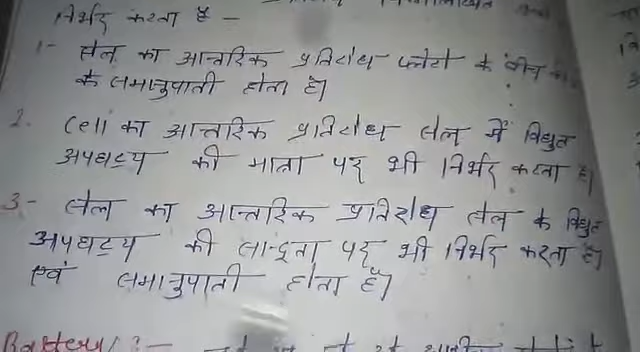 निर्भर करता है -
1- सेल का आन्तरिक प्रतिरोध प्लेटो के बीच
के समानुपाती होता है।
2. Cell का आन्तरिक प्रतिरोध सेल में विद्युत
अपघट्य की मात्रा पर भी निर्भर करता है।
3- सेल का आन्तरिक प्रतिरोध सेल के विद्युत
अपघट्य की सान्द्रता पर भी निर्भर करता है।
एवं समानुपाती होता है।
Battery:-